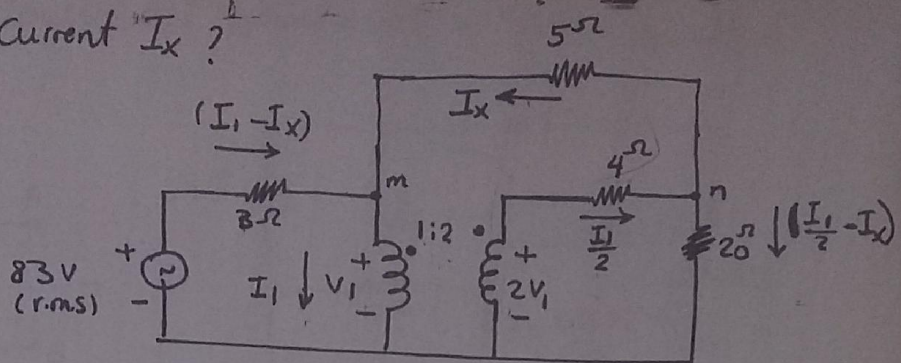 Current Ix ?
5Ω
Ix
(I1 - Ix)
4Ω
m
n
3Ω
I1/2
20Ω
(I1/2 - Ix)
1:2
83V
(r.m.s)
+
-
I1
V1
+
-
+
2V1
-